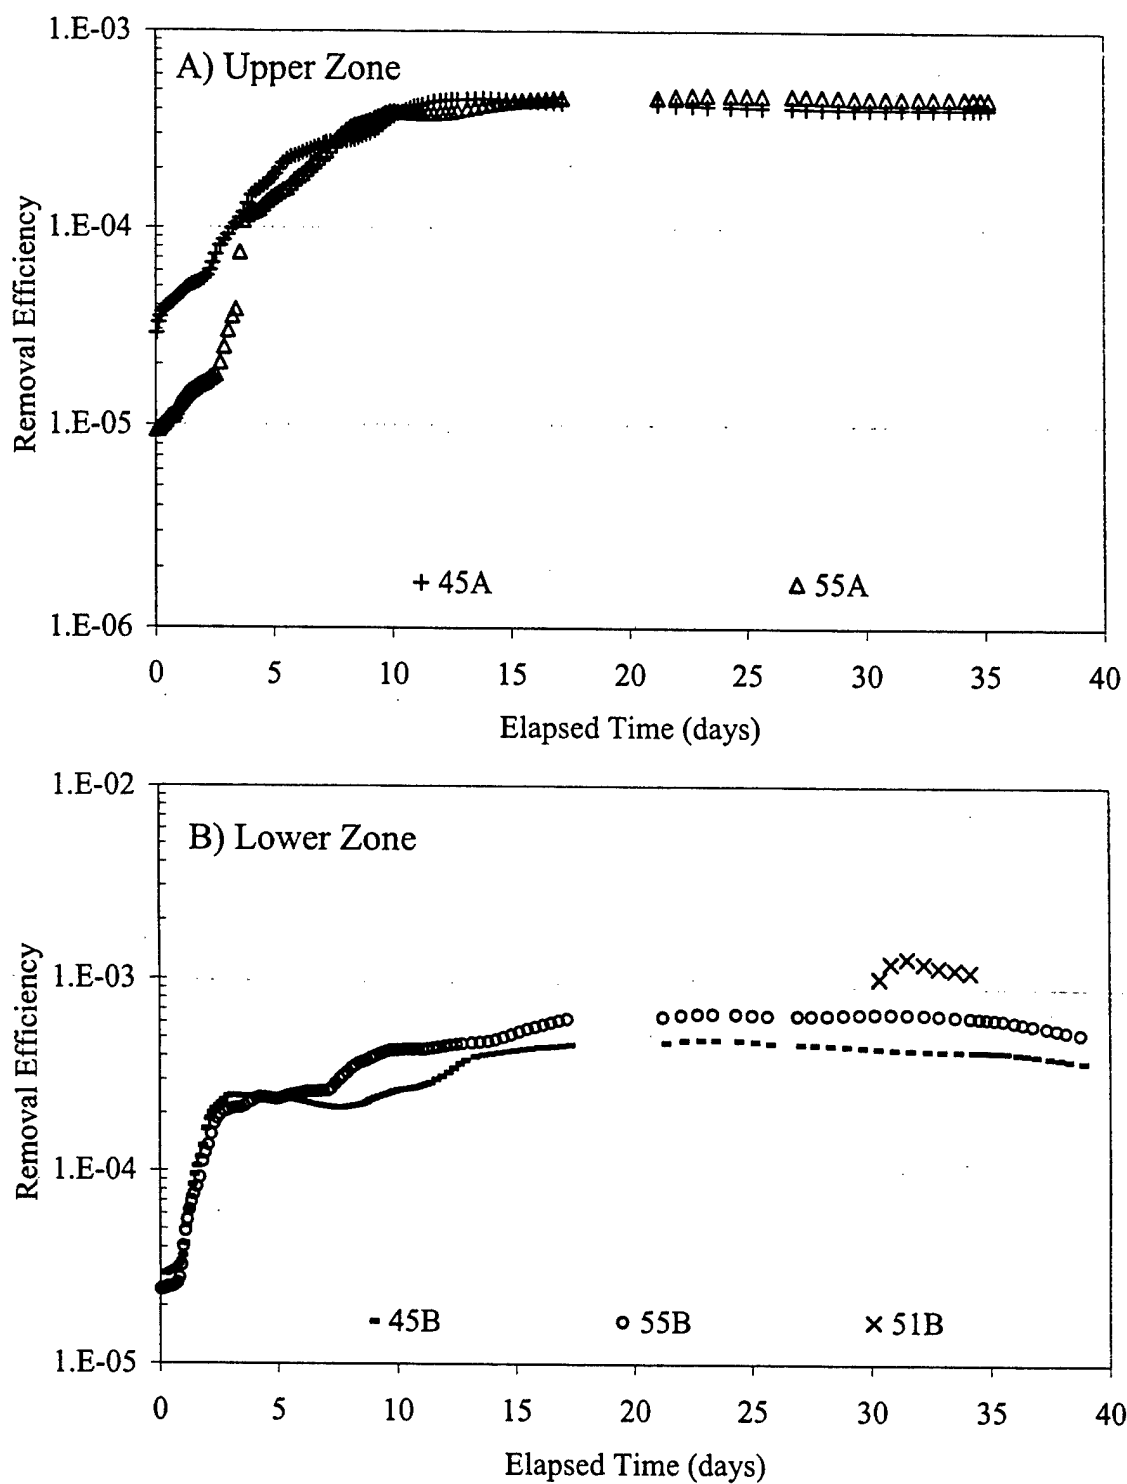 1.E-03
A) Upper Zone
1.E-04
Removal Efficiency
1.E-05
+ 45A
Δ 55A
1.E-06
0 5 10 15 20 25 30 35 40
Elapsed Time (days)
1.E-02
B) Lower Zone
Removal Efficiency
1.E-03
1.E-04
- 45B
o 55B
× 51B
1.E-05
0 5 10 15 20 25 30 35 40
Elapsed Time (days)